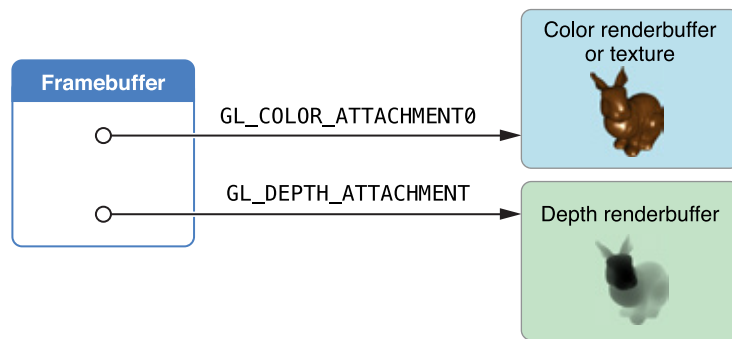 Framebuffer
GL_COLOR_ATTACHMENT0
Color renderbuffer
or texture
GL_DEPTH_ATTACHMENT
Depth renderbuffer